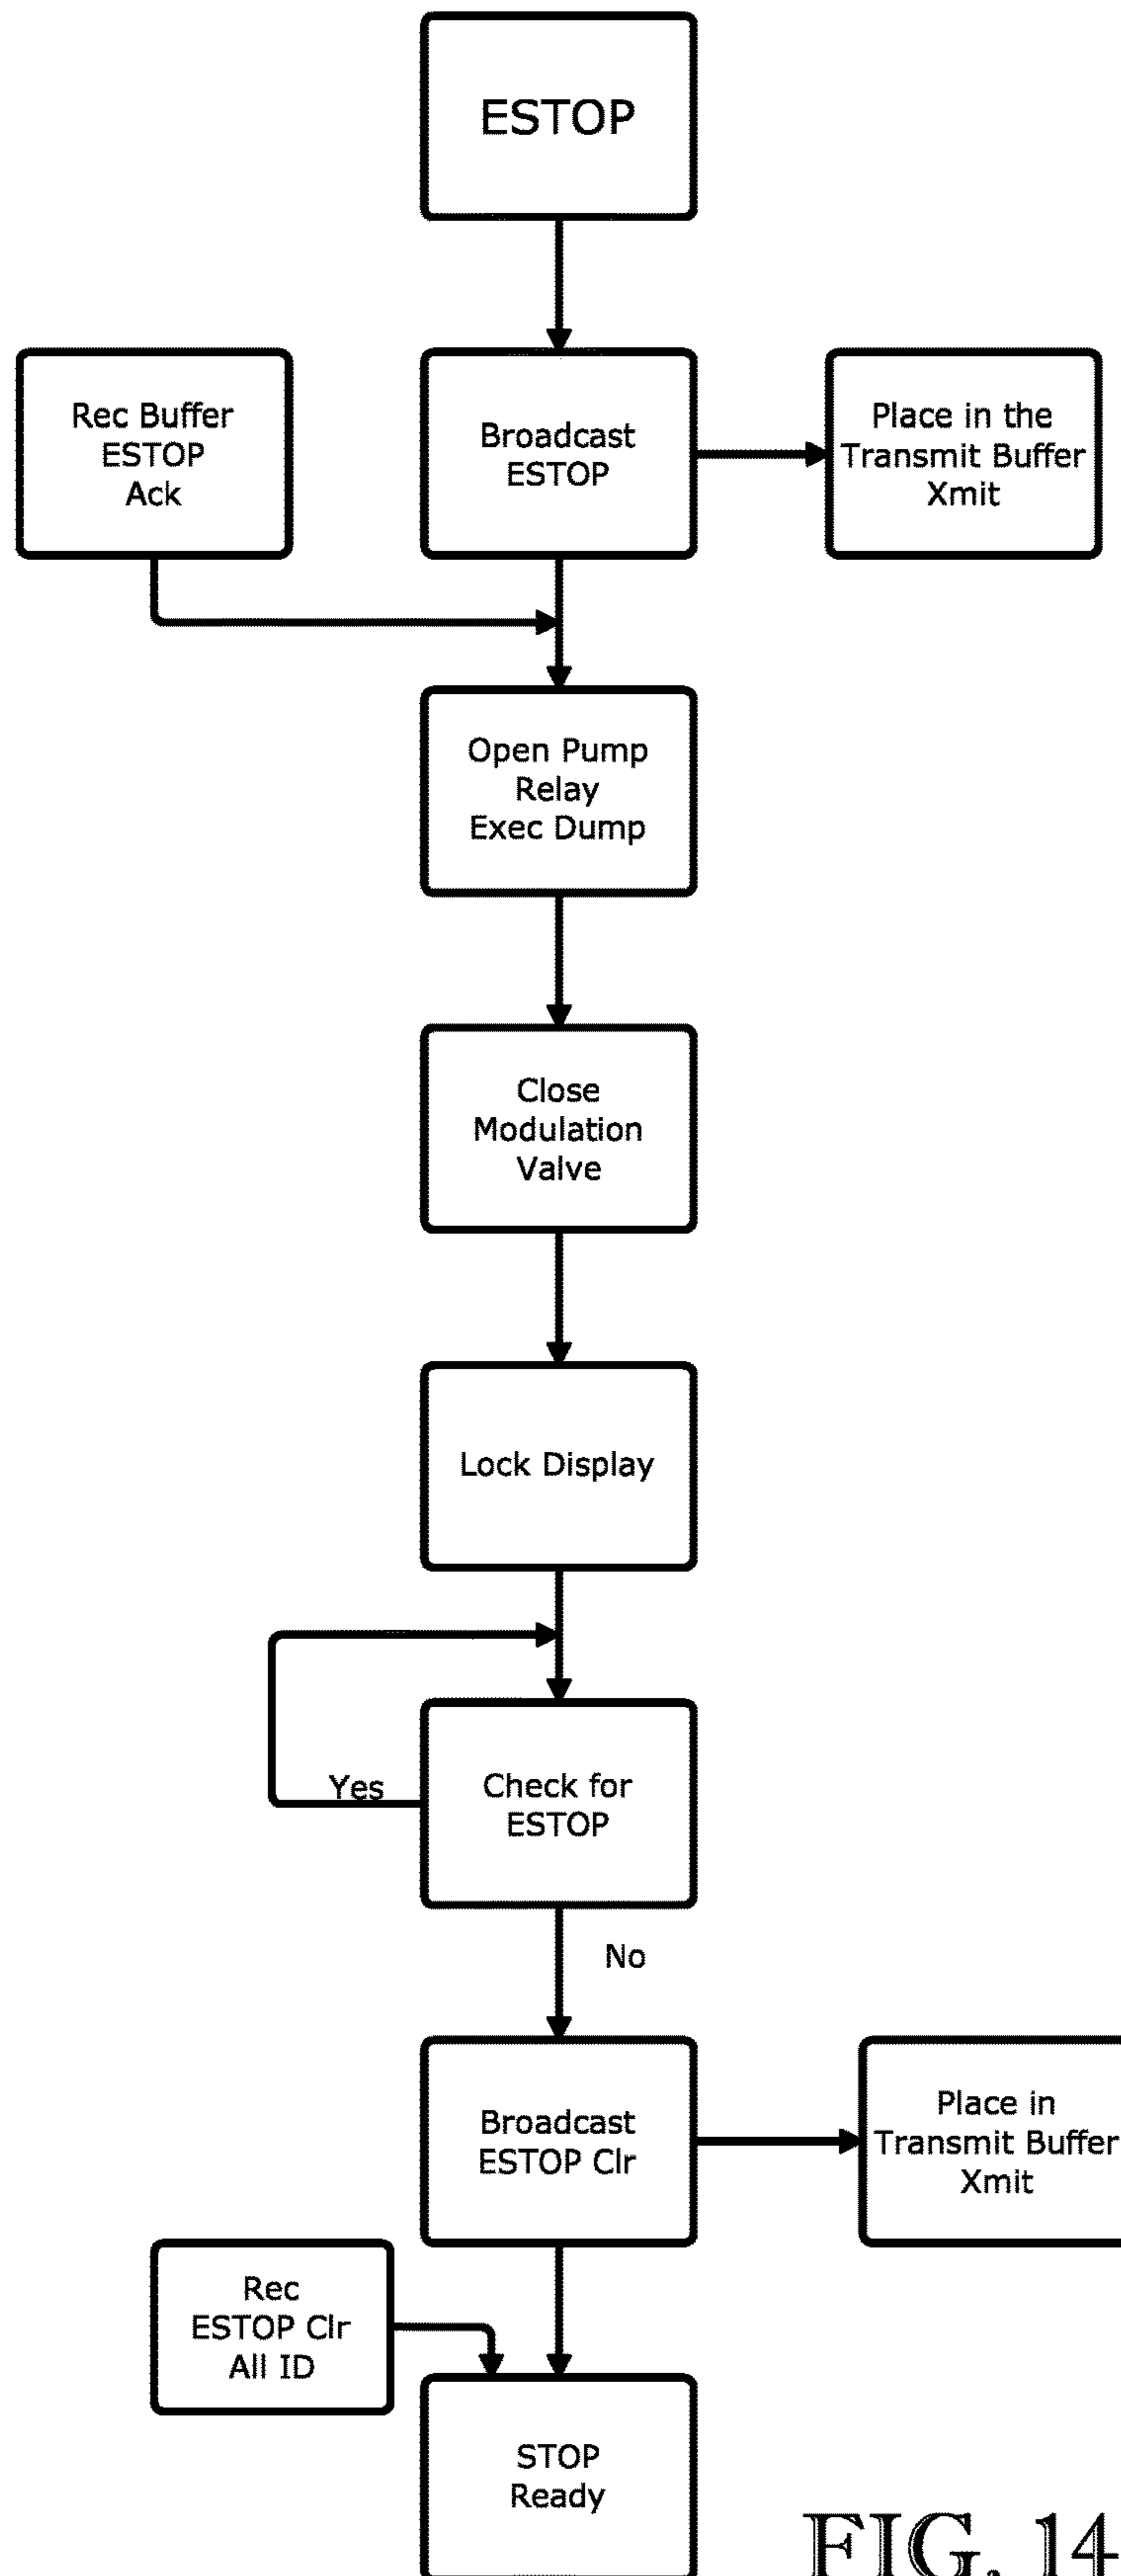 ESTOP
Rec Buffer
ESTOP
Ack
Broadcast
ESTOP
Place in the
Transmit Buffer
Xmit
Open Pump
Relay
Exec Dump
Close
Modulation
Valve
Lock Display
Yes
Check for
ESTOP
No
Broadcast
ESTOP Clr
Place in
Transmit Buffer
Xmit
Rec
ESTOP Clr
All ID
STOP
Ready
FIG. 14